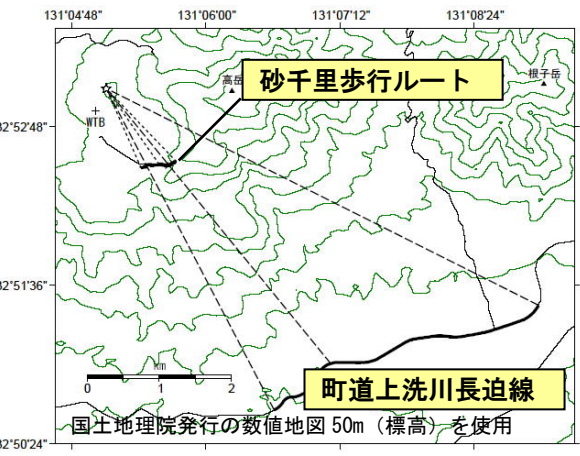 131°04'48" 131°06'00" 131°07'12" 131°08'24"
砂千里歩行ルート
高岳
根子岳
WTB
32°52'48"
32°51'36"
km
0 1 2
町道上洗川長迫線
国土地理院発行の数値地図 50m（標高）を使用
32°50'24"